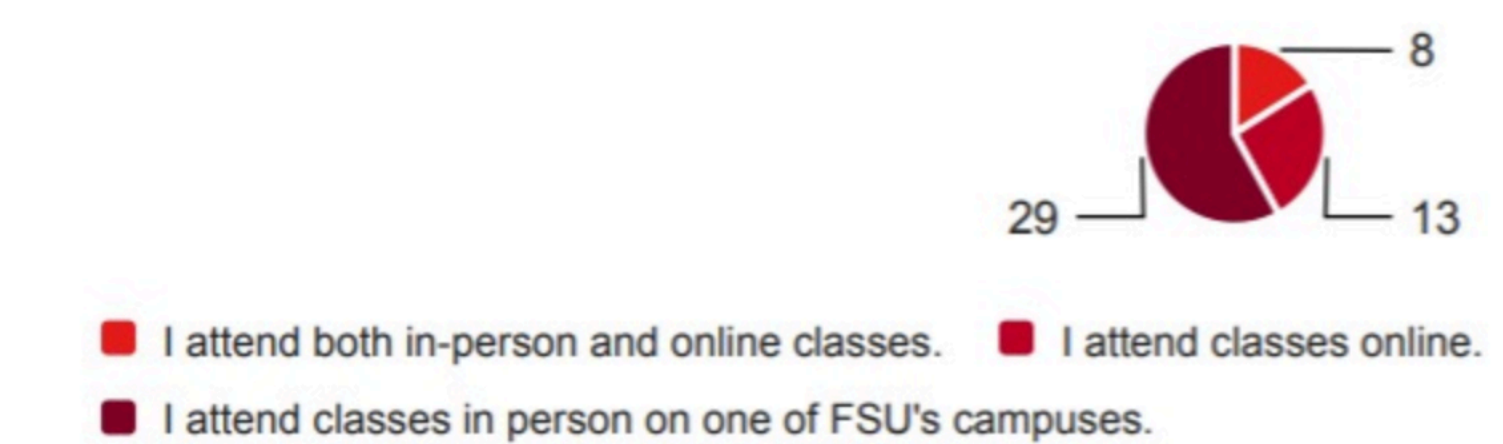 8
29
13
I attend both in-person and online classes.
I attend classes online.
I attend classes in person on one of FSU's campuses.